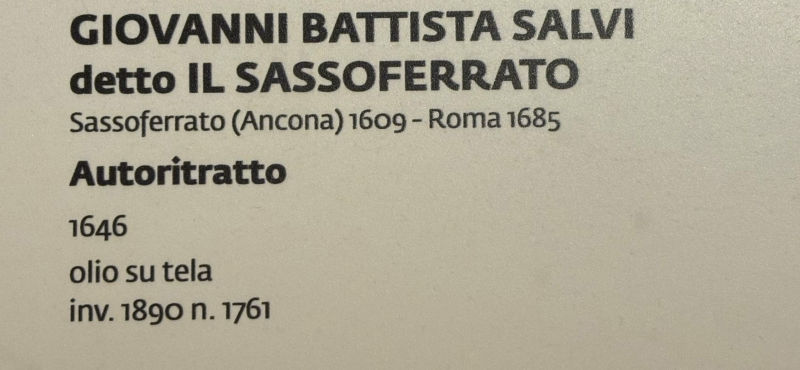 GIOVANNI BATTISTA SALVI
detto IL SASSOFERRATO
Sassoferrato (Ancona) 1609 - Roma 1685
Autoritratto
1646
olio su tela
inv. 1890 n. 1761